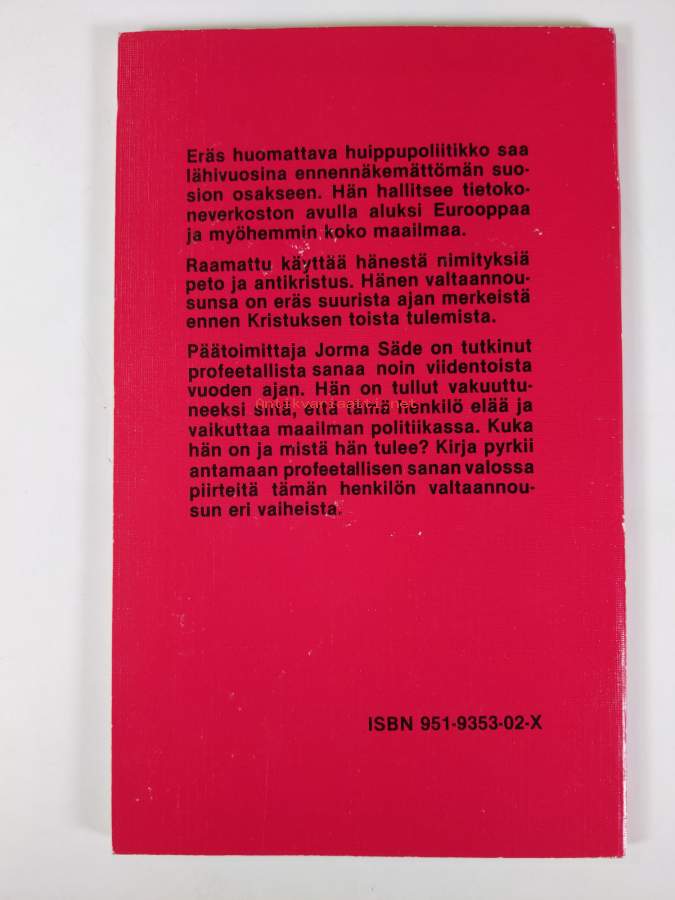 Eräs huomattava huippupoliitikko saa
lähivuosina ennennäkemättömän suo-
sion osakseen. Hän hallitsee tietoko-
neverkoston avulla aluksi Eurooppaa
ja myöhemmin koko maailmaa.
Raamattu käyttää hänestä nimityksiä
peto ja antikristus. Hänen valtaannou-
sunsa on eräs suurista ajan merkeistä
ennen Kristuksen toista tulemista.
Päätoimittaja Jorma Säde on tutkinut
profeetallista sanaa noin viidentoista
vuoden ajan. Hän on tullut vakuuttu-
Antikvariaatti.net
neeksi siitä, että tämä henkilö elää ja
vaikuttaa maailman politiikassa. Kuka
hän on ja mistä hän tulee? Kirja pyrkii
antamaan profeetallisen sanan valossa
piirteitä tämän henkilön valtaannou-
sun eri vaiheista.
ISBN 951-9353-02-X